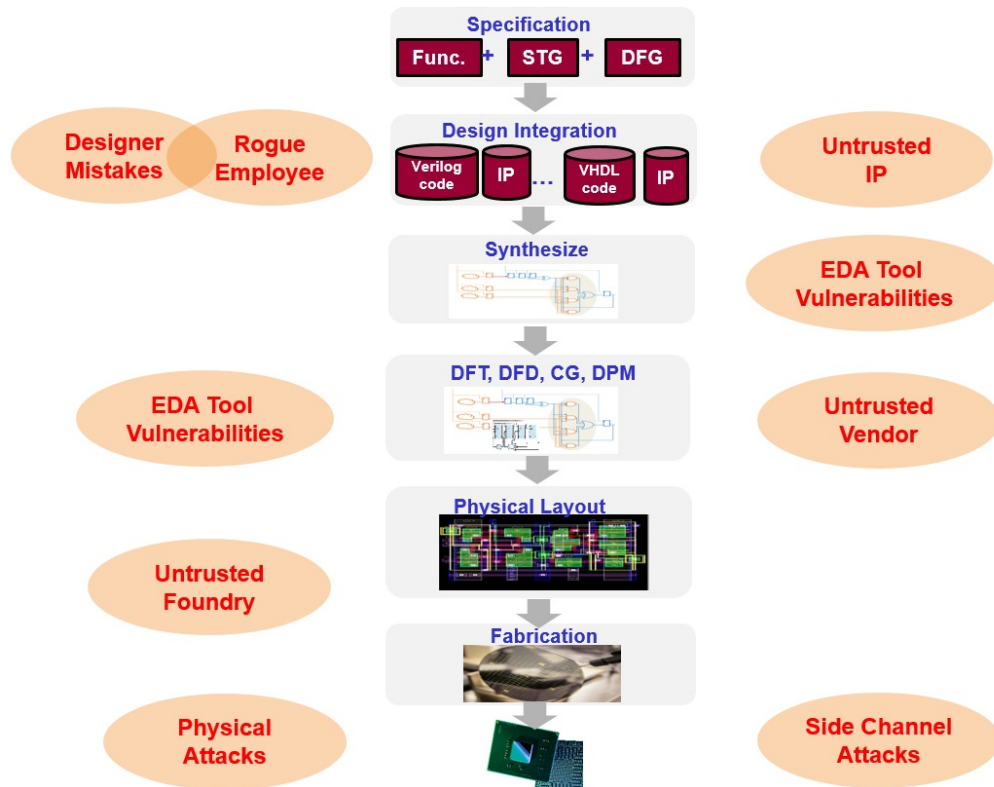 Specification
Func. + STG + DFG
Designer
Mistakes
Rogue
Employee
Design Integration
Verilog
code
IP
...
VHDL
code
IP
Untrusted
IP
Synthesize
EDA Tool
Vulnerabilities
DFT, DFD, CG, DPM
EDA Tool
Vulnerabilities
Untrusted
Vendor
Physical Layout
Untrusted
Foundry
Fabrication
Physical
Attacks
Side Channel
Attacks